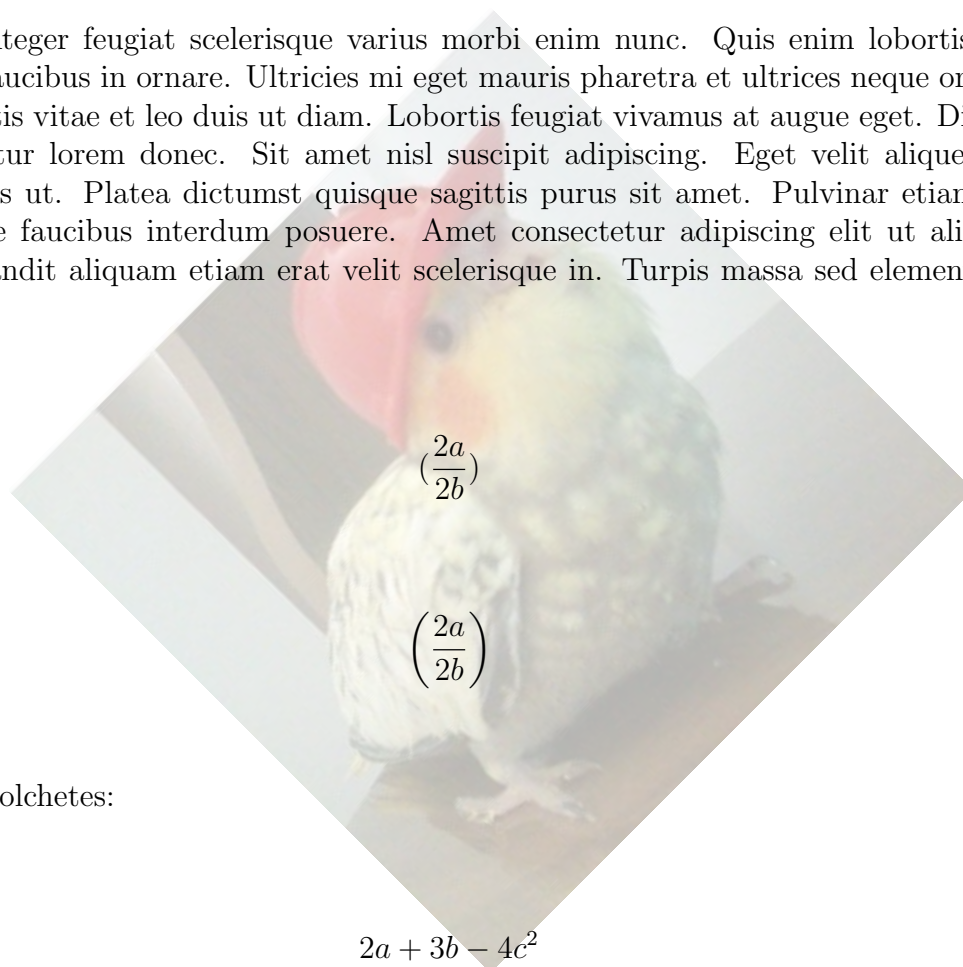 nteger feugiat scelerisque varius morbi enim nunc. Quis enim lobortis
aucibus in ornare. Ultricies mi eget mauris pharetra et ultrices neque or
tis vitae et leo duis ut diam. Lobortis feugiat vivamus at augue eget. Di
tur lorem donec. Sit amet nisl suscipit adipiscing. Eget velit alique
s ut. Platea dictumst quisque sagittis purus sit amet. Pulvinar etian
e faucibus interdum posuere. Amet consectetur adipiscing elit ut ali
andit aliquam etiam erat velit scelerisque in. Turpis massa sed elemen
(2a/2b)
(2a/2b)
olchetes:
2a + 3b − 4c²